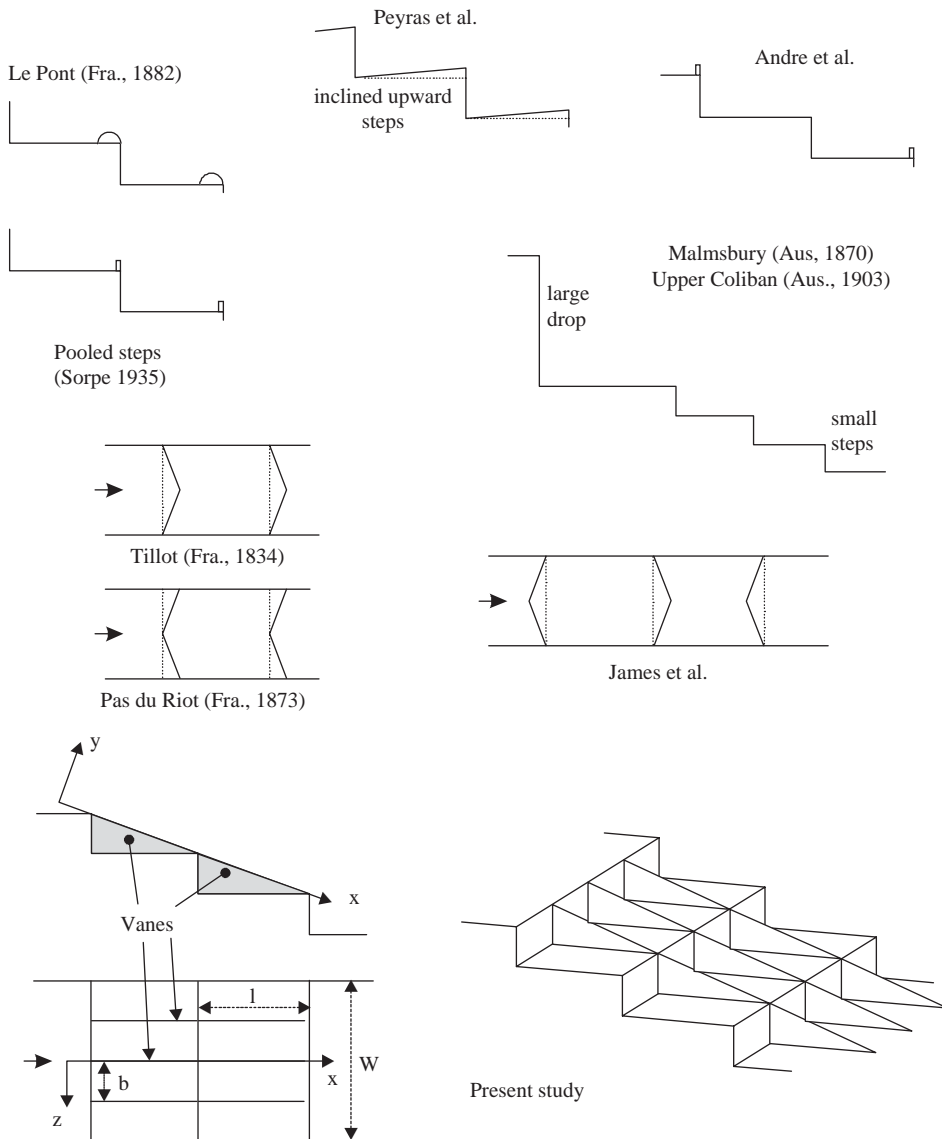 Peyras et al.
Le Pont (Fra., 1882)
Andre et al.
inclined upward
steps
Malmsbury (Aus, 1870)
Upper Coliban (Aus., 1903)
large
drop
Pooled steps
(Sorpe 1935)
small
steps
Tillot (Fra., 1834)
Pas du Riot (Fra., 1873)
James et al.
y
x
Vanes
l
W
x
b
z
Present study